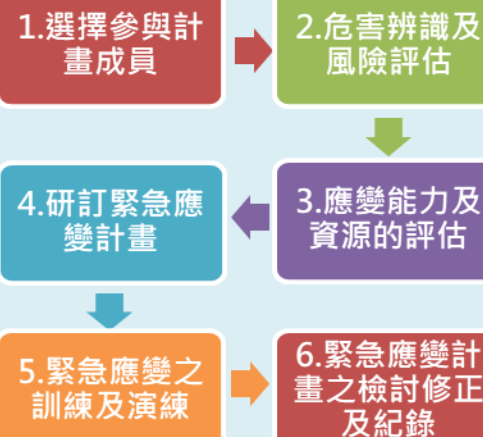 1.選擇參與計
畫成員
2.危害辨識及
風險評估
3.應變能力及
資源的評估
4.研訂緊急應
變計畫
5.緊急應變之
訓練及演練
6.緊急應變計
畫之檢討修正
及紀錄